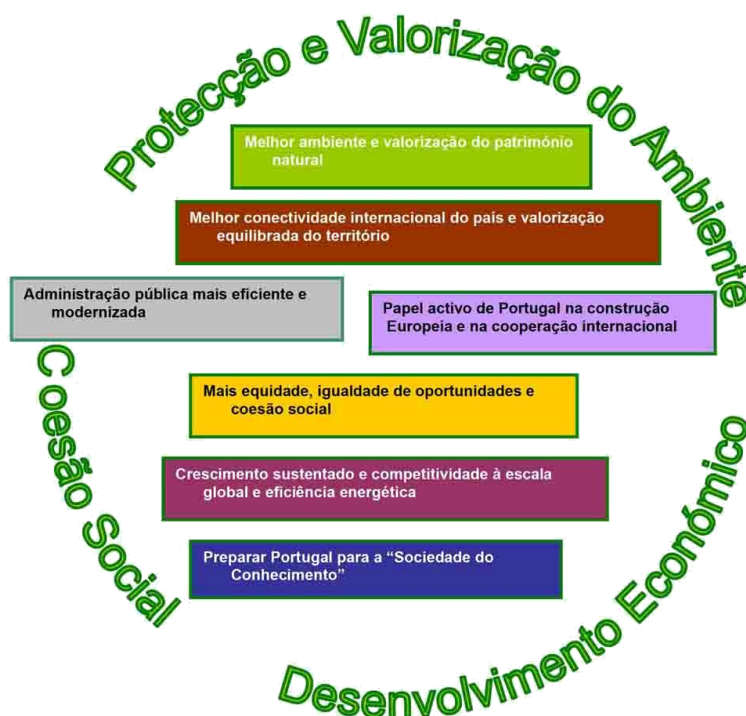 Protecção e Valorização do Ambiente
Melhor ambiente e valorização do património
natural
Melhor conectividade internacional do país e valorização
equilibrada do território
Administração pública mais eficiente e
modernizada
Papel activo de Portugal na construção
Europeia e na cooperação internacional
Mais equidade, igualdade de oportunidades e
coesão social
Crescimento sustentado e competitividade à escala
global e eficiência energética
Preparar Portugal para a “Sociedade do
Conhecimento”
Coesão Social
Desenvolvimento Económico